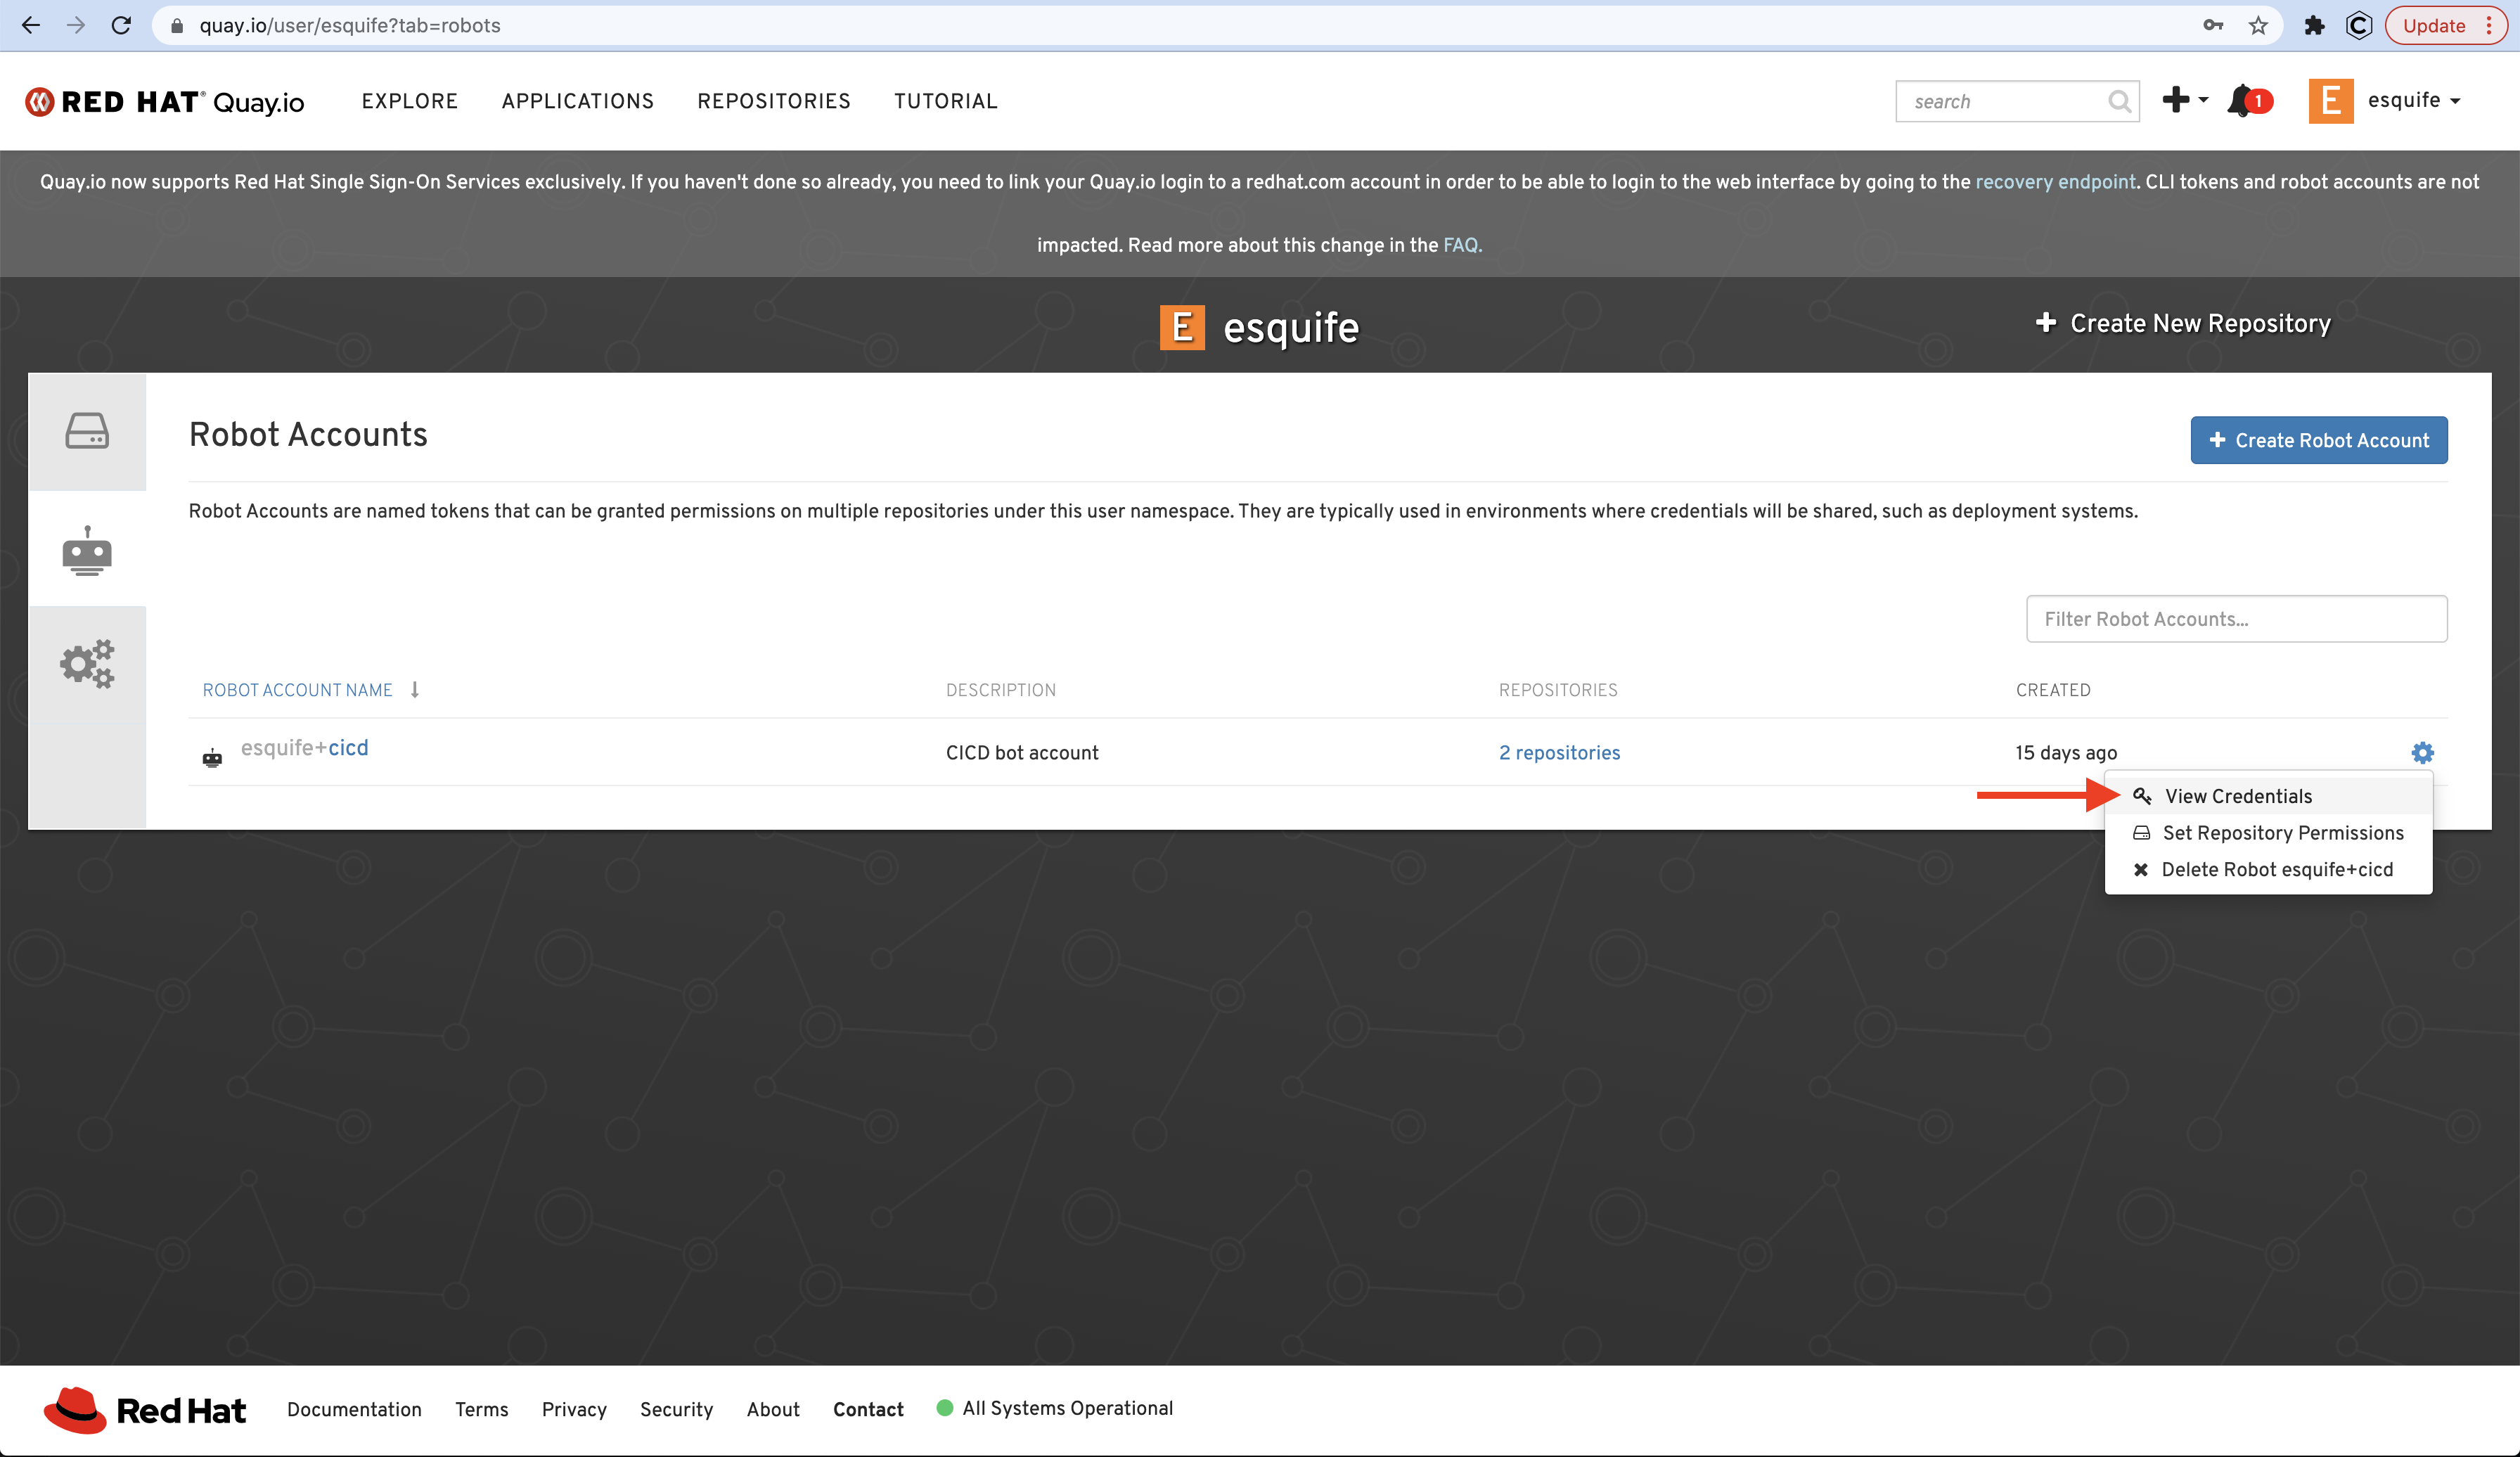 quay.io/user/esquife?tab=robots
Update
RED HAT® Quay.io
EXPLORE
APPLICATIONS
REPOSITORIES
TUTORIAL
search
1
E
esquife
Quay.io now supports Red Hat Single Sign-On Services exclusively. If you haven't done so already, you need to link your Quay.io login to a redhat.com account in order to be able to login to the web interface by going to the recovery endpoint. CLI tokens and robot accounts are not
impacted. Read more about this change in the FAQ.
E esquife
Create New Repository
Robot Accounts
Create Robot Account
Robot Accounts are named tokens that can be granted permissions on multiple repositories under this user namespace. They are typically used in environments where credentials will be shared, such as deployment systems.
Filter Robot Accounts...
ROBOT ACCOUNT NAME
DESCRIPTION
REPOSITORIES
CREATED
esquife+cicd
CICD bot account
2 repositories
15 days ago
View Credentials
Set Repository Permissions
Delete Robot esquife+cicd
Red Hat
Documentation
Terms
Privacy
Security
About
Contact
All Systems Operational